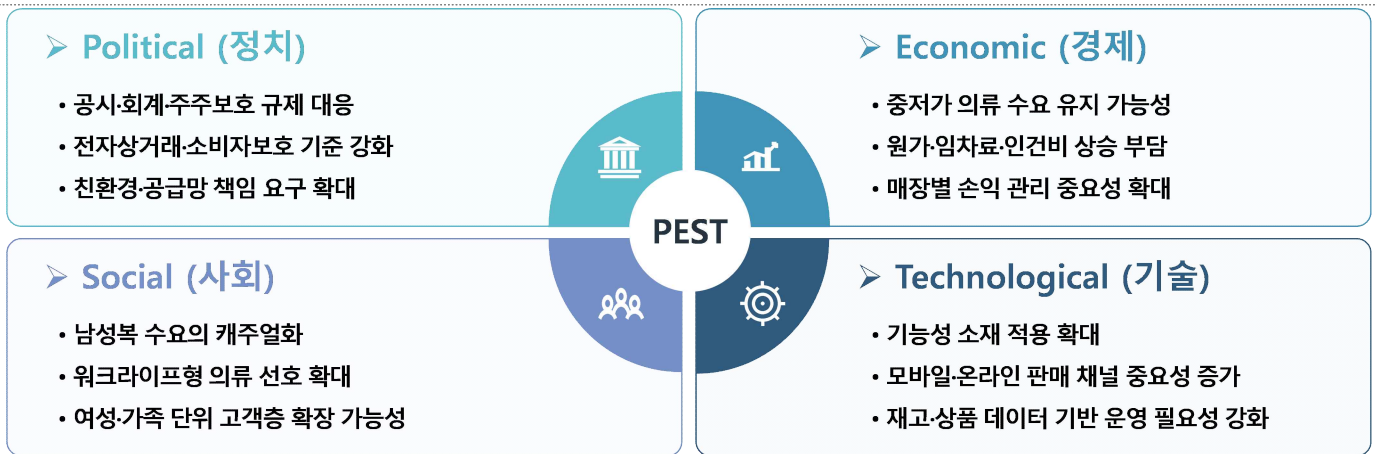 ➢ Political (정치)
• 공시·회계·주주보호 규제 대응
• 전자상거래·소비자보호 기준 강화
• 친환경·공급망 책임 요구 확대
➢ Economic (경제)
• 중저가 의류 수요 유지 가능성
• 원가·임차료·인건비 상승 부담
• 매장별 손익 관리 중요성 확대
PEST
➢ Social (사회)
• 남성복 수요의 캐주얼화
• 워크라이프형 의류 선호 확대
• 여성·가족 단위 고객층 확장 가능성
➢ Technological (기술)
• 기능성 소재 적용 확대
• 모바일·온라인 판매 채널 중요성 증가
• 재고·상품 데이터 기반 운영 필요성 강화